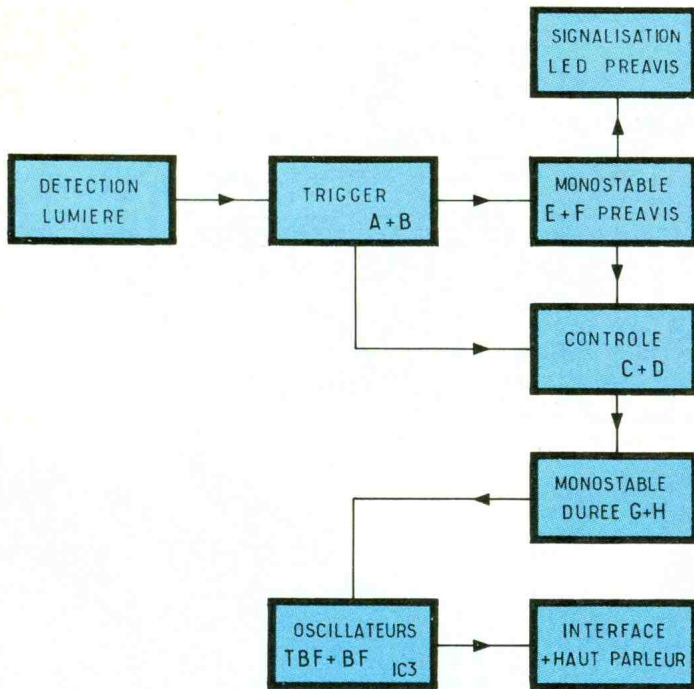 SIGNALISATION
LED PREAVIS
DETECTION
LUMIERE
TRIGGER
A+B
MONOSTABLE
E+F PREAVIS
CONTROLE
C+D
MONOSTABLE
DUREE G+H
OSCILLATEURS
TBF+BF IC3
INTERFACE
+HAUT PARLEUR